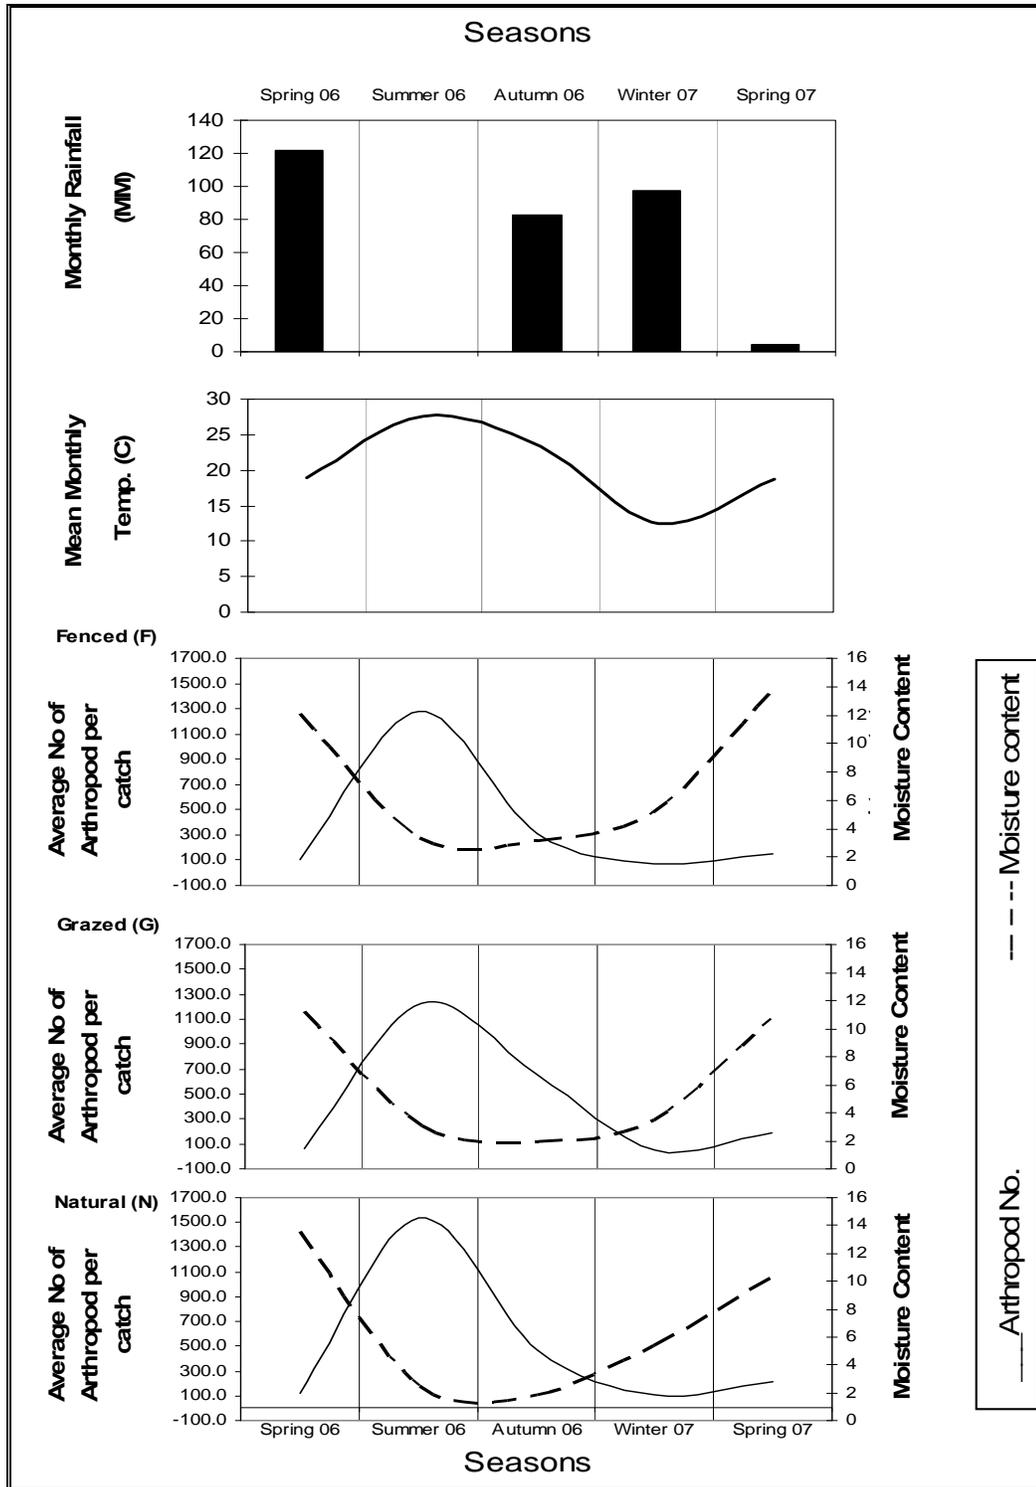 Seasons
Spring 06 Summer 06 Autumn 06 Winter 07 Spring 07
Monthly Rainfall
(MM)
140
120
100
80
60
40
20
0
Mean Monthly
Temp. (C)
30
25
20
15
10
5
0
Fenced (F)
Average No of
Arthropod per
catch
1700.0
1500.0
1300.0
1100.0
900.0
700.0
500.0
300.0
100.0
-100.0
16
14
12
10
8
6
4
2
0
Moisture Content
Grazed (G)
Average No of
Arthropod per
catch
1700.0
1500.0
1300.0
1100.0
900.0
700.0
500.0
300.0
100.0
-100.0
16
14
12
10
8
6
4
2
0
Moisture Content
Natural (N)
Average No of
Arthropod per
catch
1700.0
1500.0
1300.0
1100.0
900.0
700.0
500.0
300.0
100.0
-100.0
16
14
12
10
8
6
4
2
0
Moisture Content
Spring 06 Summer 06 Autumn 06 Winter 07 Spring 07
Seasons
Arthropod No.
Moisture content